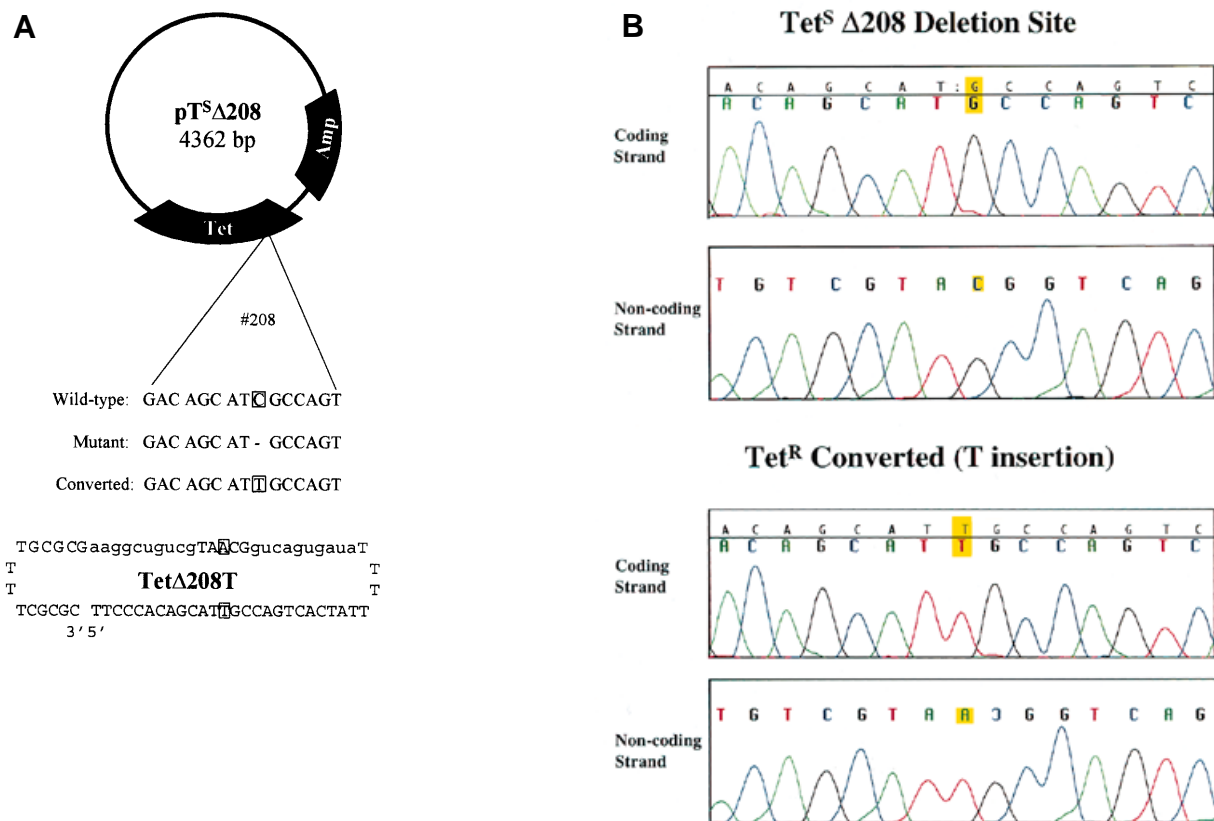 A
pTSΔ208
4362 bp
Amp
Tet
#208
Wild-type: GAC AGC ATC GCCAGT
Mutant: GAC AGC AT - GCCAGT
Converted: GAC AGC ATT GCCAGT
TGCGCGaaggcugucgTAACGgucagugauaT
T T
TetΔ208T
T T
TCGCGC TTCCCACAGCATTGCCAGTCACTATT
3'5'
B
TetS Δ208 Deletion Site
A C A G C A T : G C C A G T C
A C A G C A T G C C A G T C
Coding
Strand
T G T C G T A C G G T C A G
Non-coding
Strand
TetR Converted (T insertion)
A C A G C A T T G C C A G T C
A C A G C A T T G C C A G T C
Coding
Strand
T G T C G T A A C G G T C A G
Non-coding
Strand